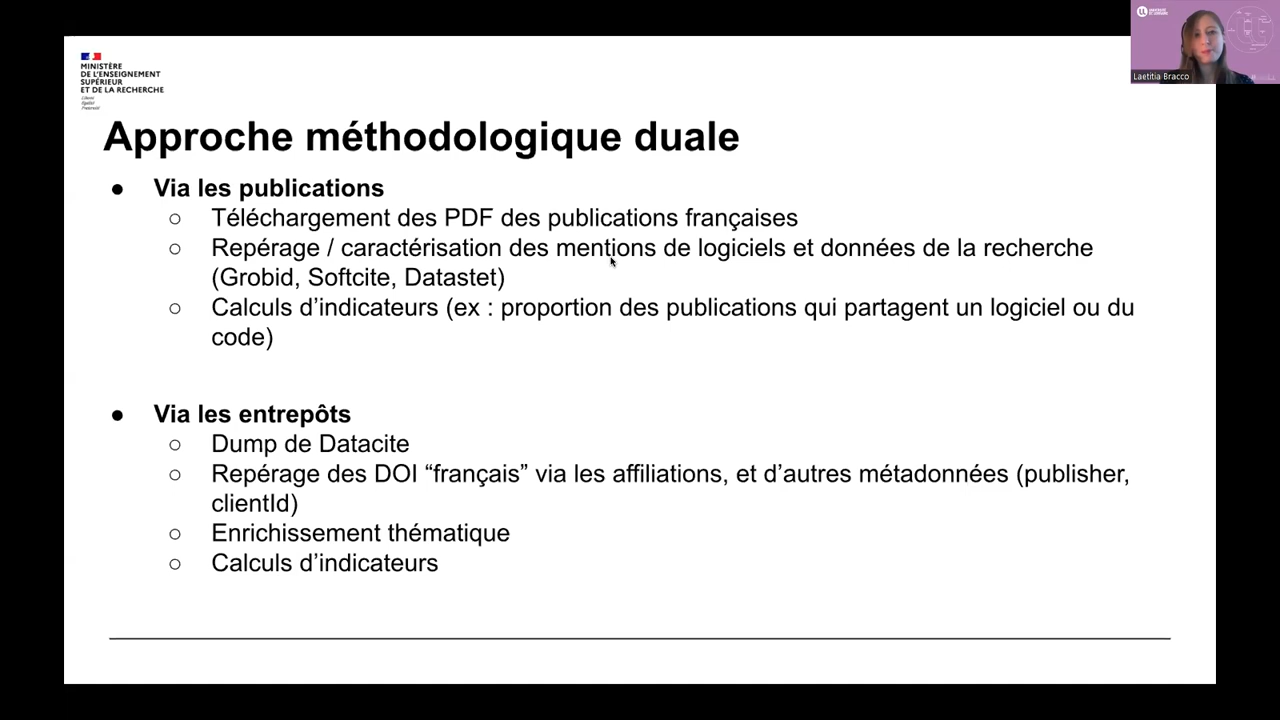 MINISTÈRE
DE L'ENSEIGNEMENT
SUPÉRIEUR
ET DE LA RECHERCHE
Liberté
Égalité
Fraternité
Laetitia Bracco
Approche méthodologique duale
● Via les publications
○ Téléchargement des PDF des publications françaises
○ Repérage / caractérisation des mentions de logiciels et données de la recherche
(Grobid, Softcite, Datastet)
○ Calculs d’indicateurs (ex : proportion des publications qui partagent un logiciel ou du
code)
● Via les entrepôts
○ Dump de Datacite
○ Repérage des DOI “français” via les affiliations, et d’autres métadonnées (publisher,
clientId)
○ Enrichissement thématique
○ Calculs d’indicateurs